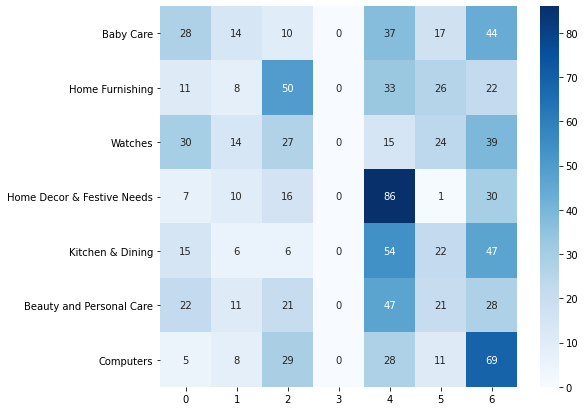 Baby Care 28 14 10 0 37 17 44
Home Furnishing 11 8 50 0 33 26 22
Watches 30 14 27 0 15 24 39
Home Decor & Festive Needs 7 10 16 0 86 1 30
Kitchen & Dining 15 6 6 0 54 22 47
Beauty and Personal Care 22 11 21 0 47 21 28
Computers 5 8 29 0 28 11 69
0 1 2 3 4 5 6
80
70
60
50
40
30
20
10
0